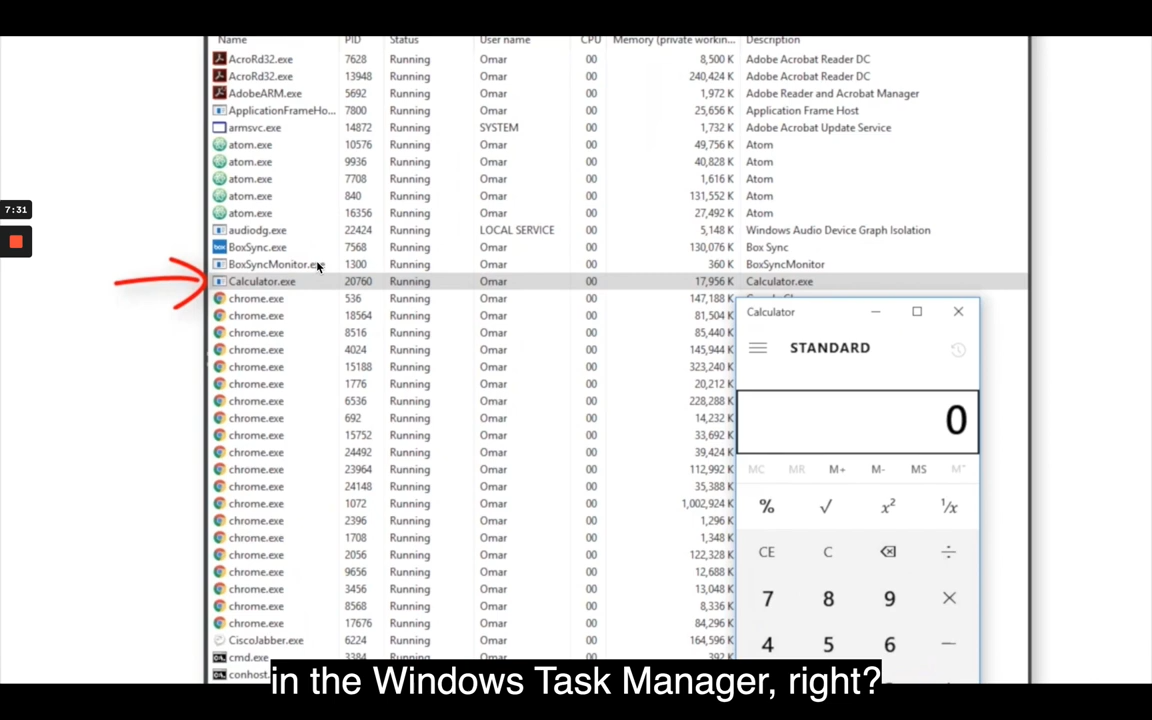 Name PID Status User name CPU Memory (private workin... Description
AcroRd32.exe 7628 Running Omar 00 8,500 K Adobe Acrobat Reader DC
AcroRd32.exe 13948 Running Omar 00 240,424 K Adobe Acrobat Reader DC
AdobeARM.exe 5692 Running Omar 00 1,972 K Adobe Reader and Acrobat Manager
ApplicationFrameHo... 7800 Running Omar 00 25,656 K Application Frame Host
armsvc.exe 14872 Running SYSTEM 00 1,732 K Adobe Acrobat Update Service
atom.exe 10576 Running Omar 00 49,756 K Atom
atom.exe 9936 Running Omar 00 40,828 K Atom
atom.exe 7708 Running Omar 00 1,616 K Atom
atom.exe 840 Running Omar 00 131,552 K Atom
7:31
atom.exe 16356 Running Omar 00 27,492 K Atom
audiodg.exe 22424 Running LOCAL SERVICE 00 5,148 K Windows Audio Device Graph Isolation
box BoxSync.exe 7568 Running Omar 00 130,076 K Box Sync
BoxSyncMonitor.exe 1300 Running Omar 00 360 K BoxSyncMonitor
Calculator.exe 20760 Running Omar 00 17,956 K Calculator.exe
chrome.exe 536 Running Omar 00 147,188 K
chrome.exe 18564 Running Omar 00 81,504 K
chrome.exe 8516 Running Omar 00 85,440 K
chrome.exe 4024 Running Omar 00 145,944 K
chrome.exe 15188 Running Omar 00 323,240 K
chrome.exe 1776 Running Omar 00 20,212 K
chrome.exe 6536 Running Omar 00 228,288 K
chrome.exe 692 Running Omar 00 14,232 K
chrome.exe 15752 Running Omar 00 33,692 K
chrome.exe 24492 Running Omar 00 39,424 K
chrome.exe 23964 Running Omar 00 112,992 K
chrome.exe 24148 Running Omar 00 35,388 K
chrome.exe 1072 Running Omar 00 1,002,924 K
chrome.exe 2396 Running Omar 00 1,296 K
chrome.exe 1708 Running Omar 00 1,348 K
chrome.exe 2056 Running Omar 00 122,328 K
chrome.exe 9656 Running Omar 00 12,688 K
chrome.exe 3456 Running Omar 00 13,048 K
chrome.exe 8568 Running Omar 00 8,336 K
chrome.exe 17676 Running Omar 00 84,296 K
CiscoJabber.exe 6224 Running Omar 00 164,596 K
cmd.exe 3384 Running Omar 00 392 K
conhost.
Calculator
STANDARD
0
MC MR M+ M- MS M˅
% √ x² ¹/x
CE C ÷
7 8 9 ×
4 5 6 −
in the Windows Task Manager, right?